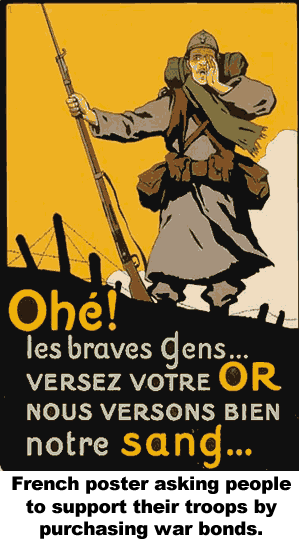 Ohé!
les braves gens...
VERSEZ VOTRE OR
NOUS VERSONS BIEN
notre sang...
French poster asking people
to support their troops by
purchasing war bonds.